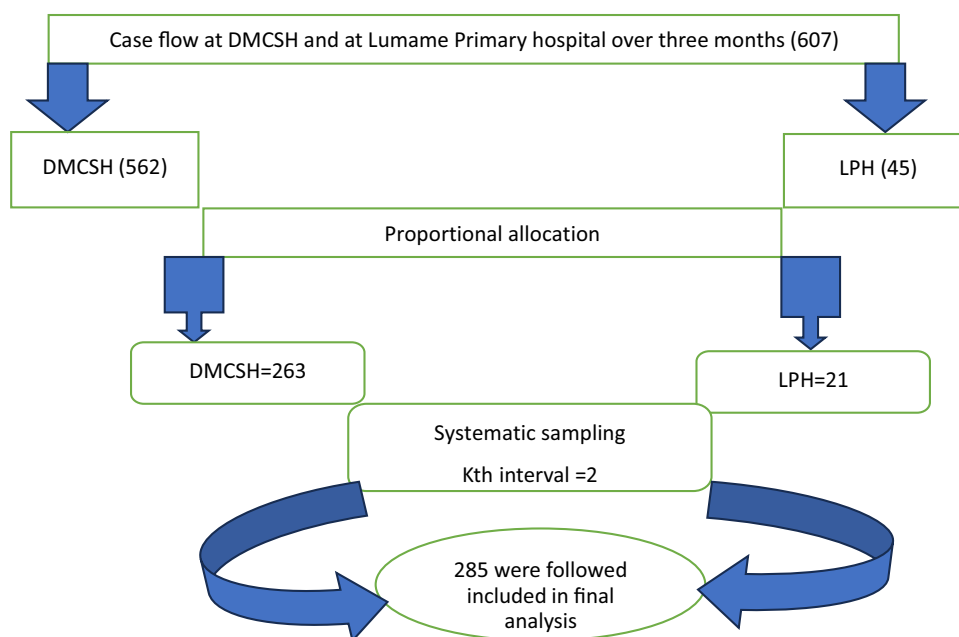 Case flow at DMCSH and at Lumame Primary hospital over three months (607)
DMCSH (562)
LPH (45)
Proportional allocation
DMCSH=263
LPH=21
Systematic sampling
Kth interval =2
285 were followed
included in final
analysis